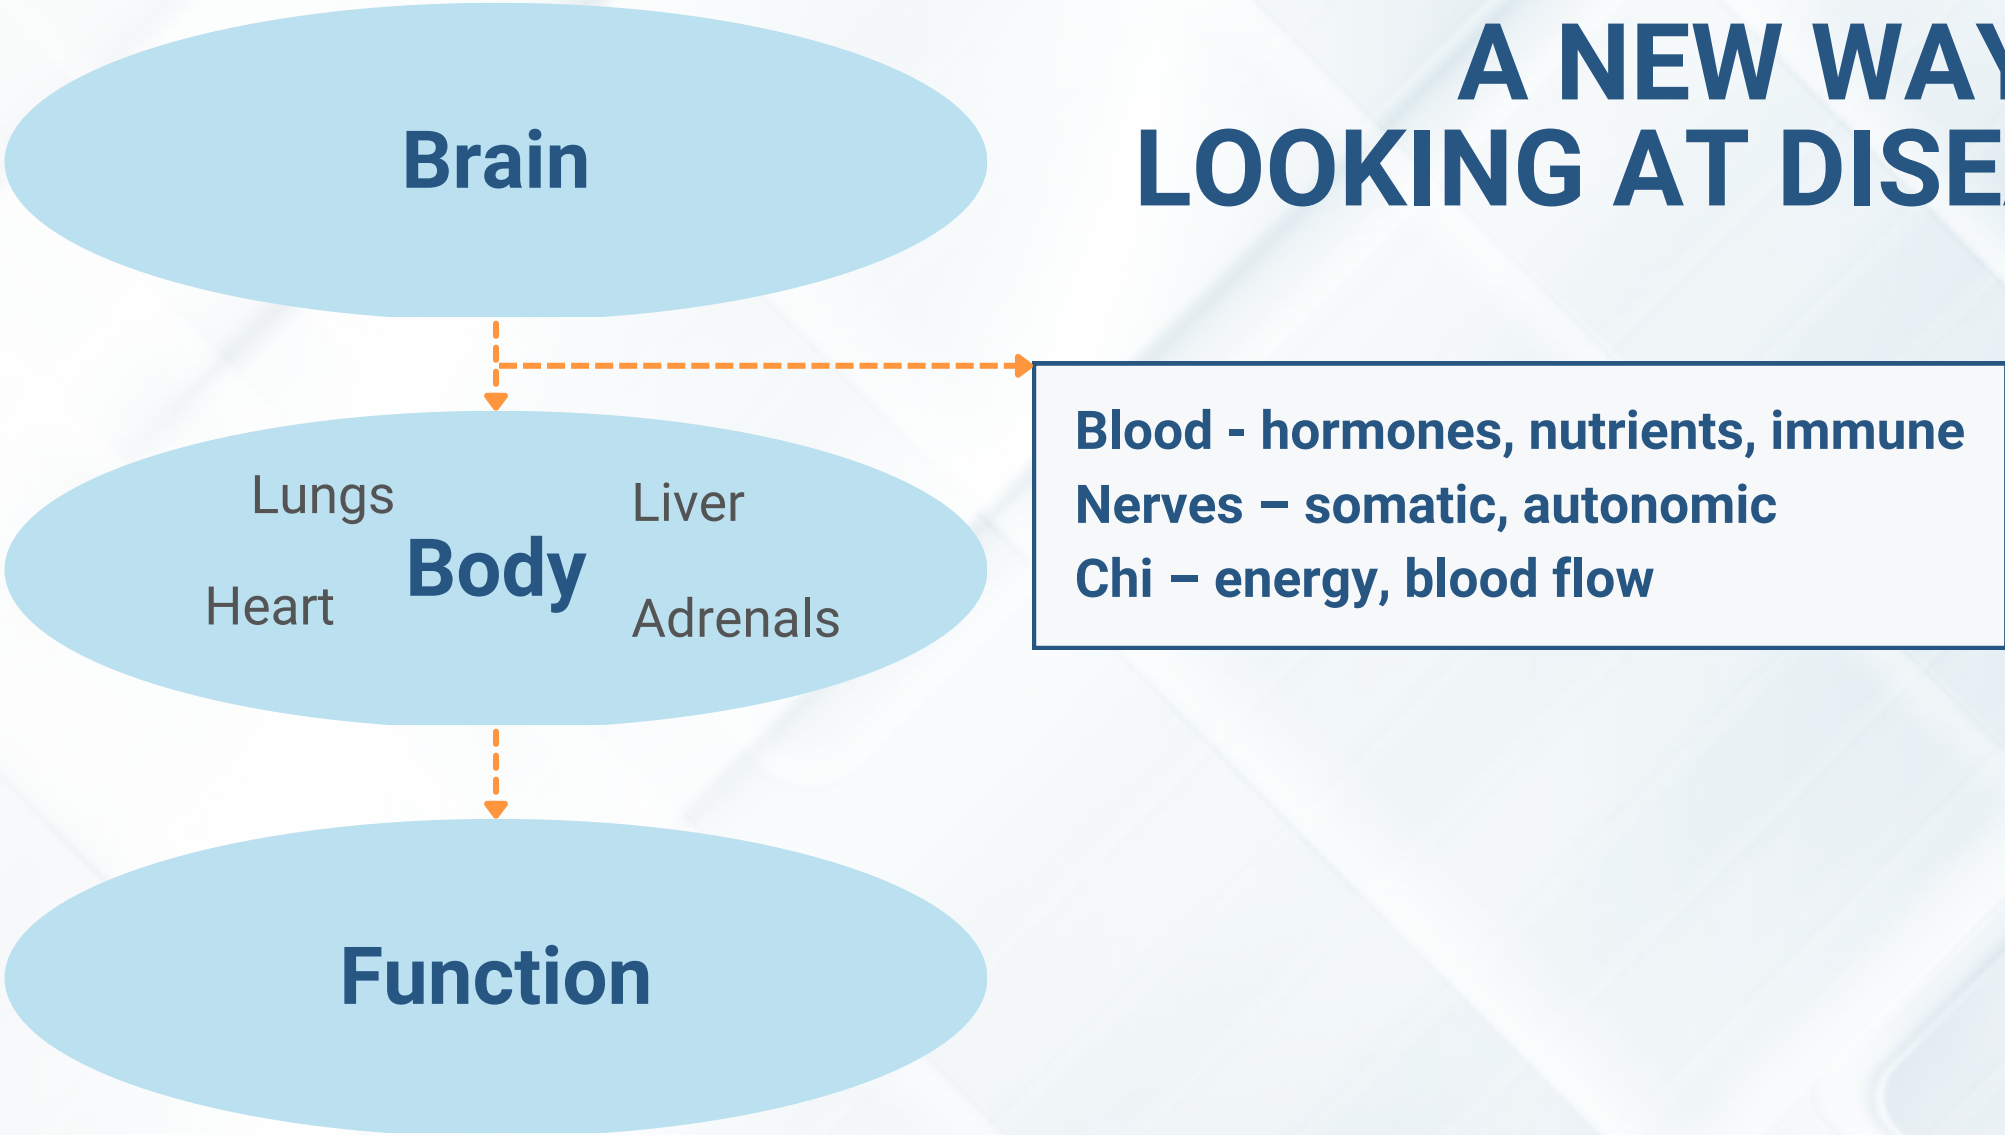 A NEW WAY
LOOKING AT DISEA
Brain
Blood - hormones, nutrients, immune
Nerves – somatic, autonomic
Chi – energy, blood flow
Lungs
Liver
Body
Heart
Adrenals
Function